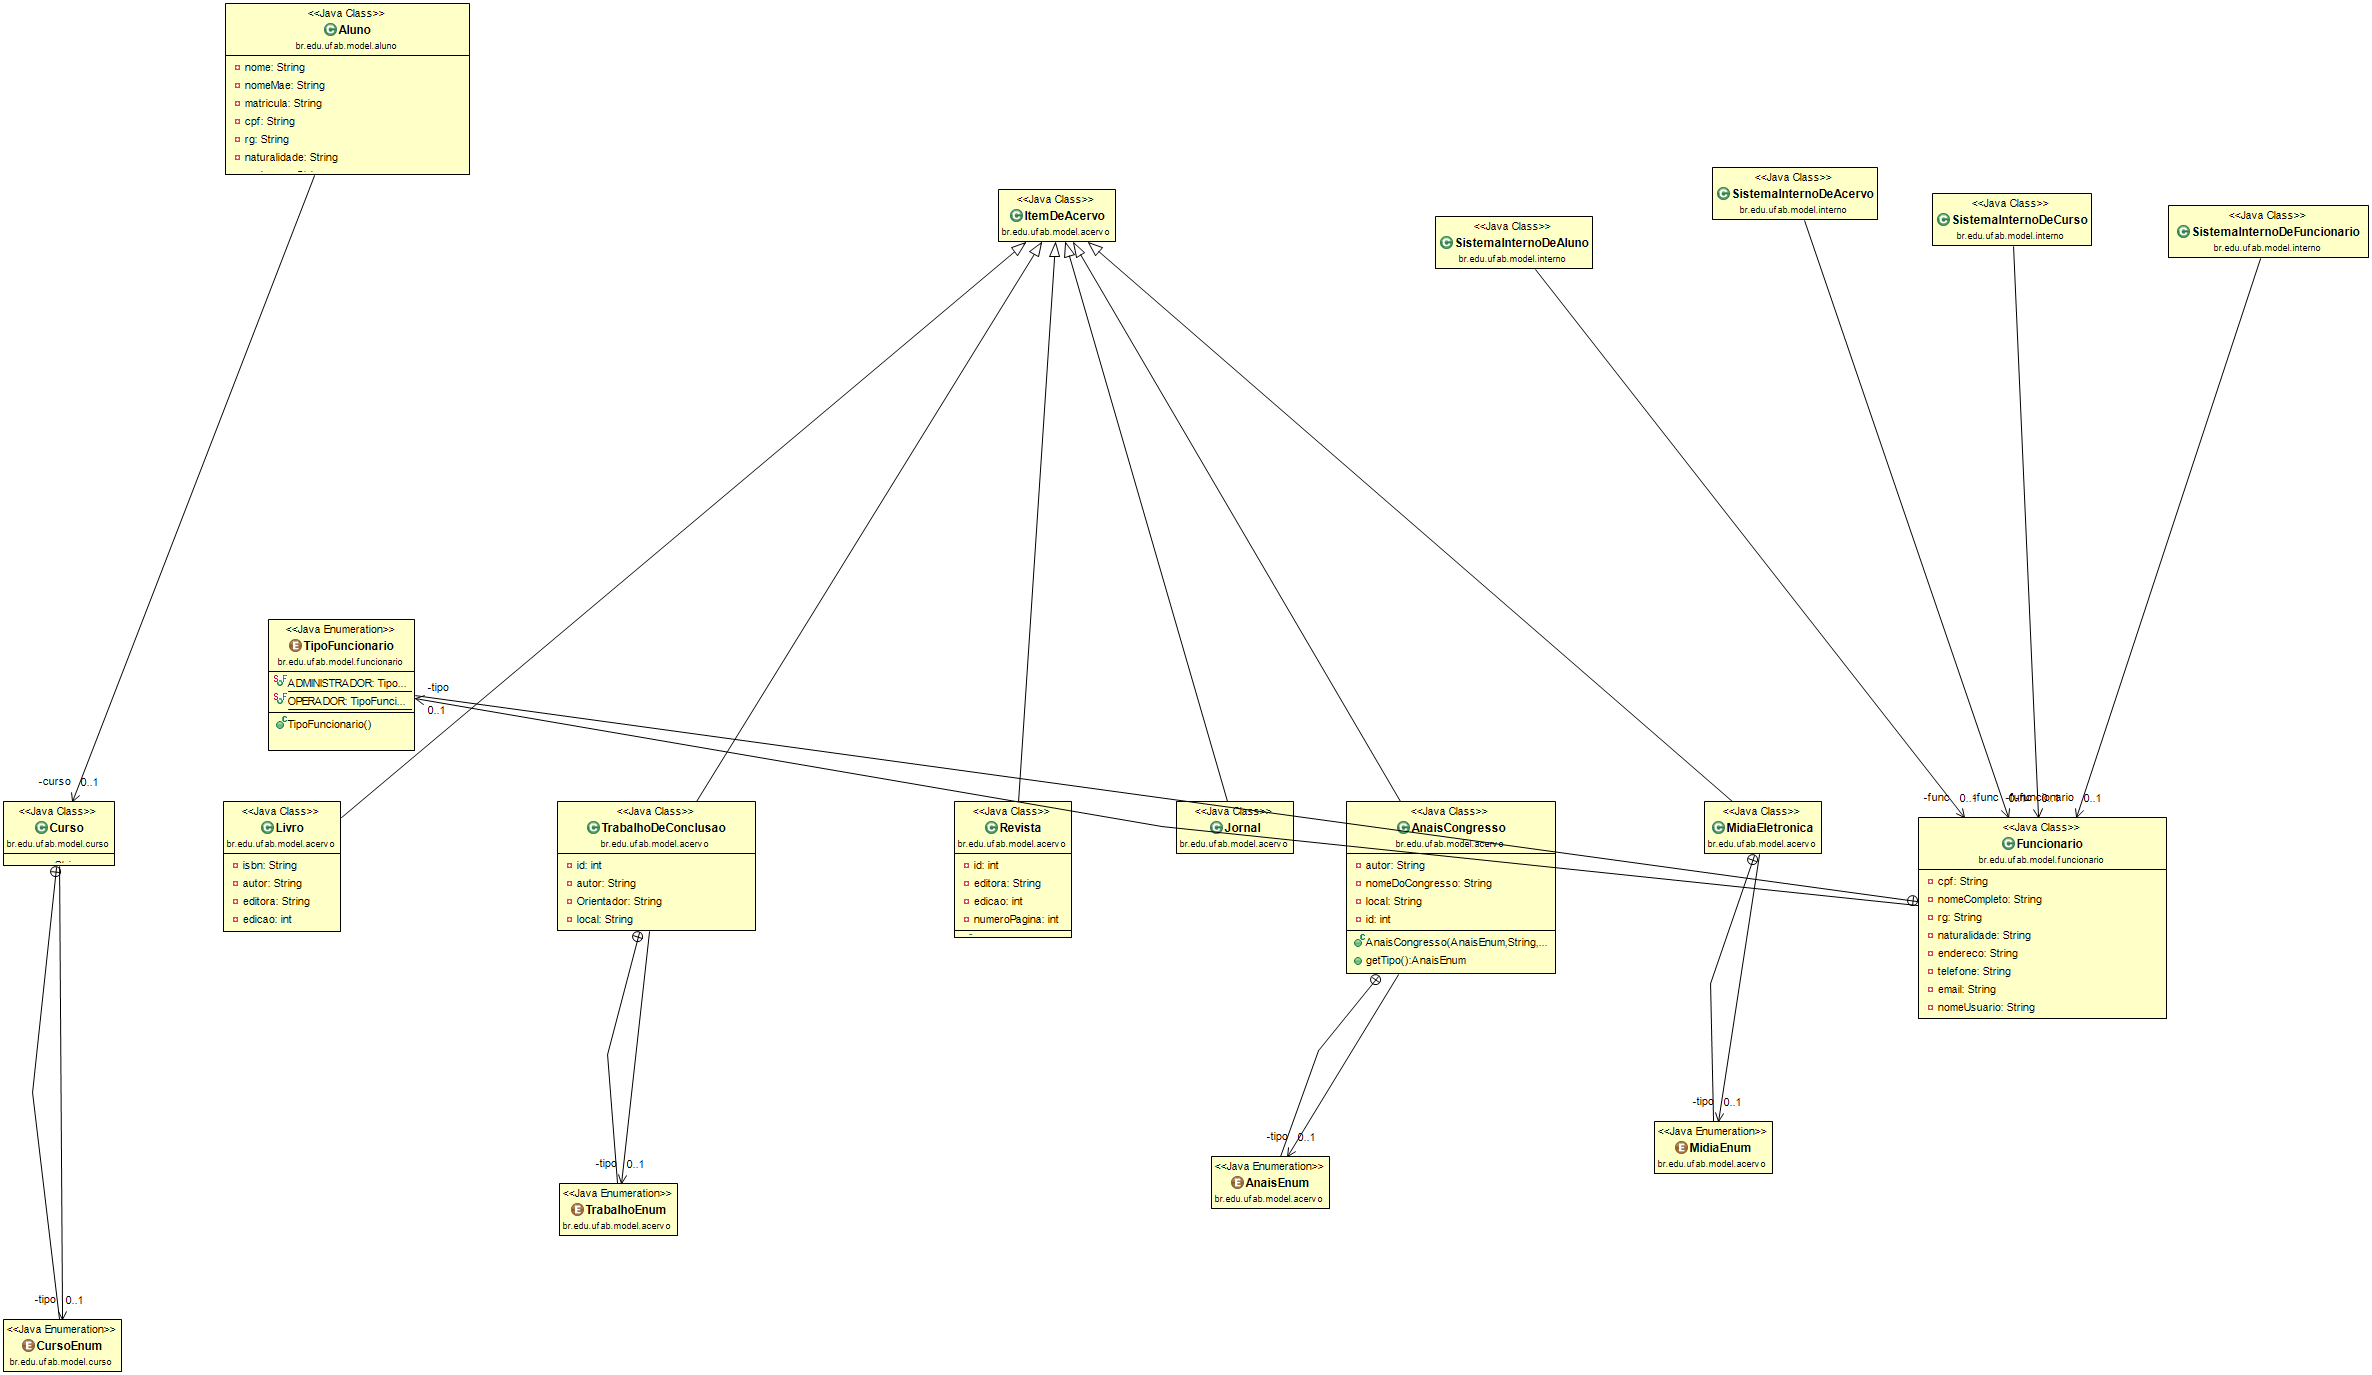 <<Java Class>>
Aluno
br.edu.ufab.model.aluno
nome: String
nomeMae: String
matricula: String
cpf: String
rg: String
naturalidade: String
<<Java Class>>
ItemDeAcervo
br.edu.ufab.model.acervo
<<Java Class>>
SistemaInternoDeAluno
br.edu.ufab.model.interno
<<Java Class>>
SistemaInternoDeAcervo
br.edu.ufab.model.interno
<<Java Class>>
SistemaInternoDeCurso
br.edu.ufab.model.interno
<<Java Class>>
SistemaInternoDeFuncionario
br.edu.ufab.model.interno
<<Java Enumeration>>
TipoFuncionario
br.edu.ufab.model.funcionario
ADMINISTRADOR: Tipo...
OPERADOR: TipoFunci...
TipoFuncionario()
-tipo
0..1
-curso 0..1
<<Java Class>>
Curso
br.edu.ufab.model.curso
<<Java Class>>
Livro
br.edu.ufab.model.acervo
isbn: String
autor: String
editora: String
edicao: int
<<Java Class>>
TrabalhoDeConclusao
br.edu.ufab.model.acervo
id: int
autor: String
Orientador: String
local: String
<<Java Class>>
Revista
br.edu.ufab.model.acervo
id: int
editora: String
edicao: int
numeroPagina: int
<<Java Class>>
Jornal
br.edu.ufab.model.acervo
<<Java Class>>
AnaisCongresso
br.edu.ufab.model.acervo
autor: String
nomeDoCongresso: String
local: String
id: int
AnaisCongresso(AnaisEnum,String,...
getTipo():AnaisEnum
<<Java Class>>
MidiaEletronica
br.edu.ufab.model.acervo
-func 0..1 -func -funcionario 0..1
<<Java Class>>
Funcionario
br.edu.ufab.model.funcionario
cpf: String
nomeCompleto: String
rg: String
naturalidade: String
endereco: String
telefone: String
email: String
nomeUsuario: String
-tipo 0..1
<<Java Enumeration>>
MidiaEnum
br.edu.ufab.model.acervo
-tipo 0..1
<<Java Enumeration>>
AnaisEnum
br.edu.ufab.model.acervo
-tipo 0..1
<<Java Enumeration>>
TrabalhoEnum
br.edu.ufab.model.acervo
-tipo 0..1
<<Java Enumeration>>
CursoEnum
br.edu.ufab.model.curso